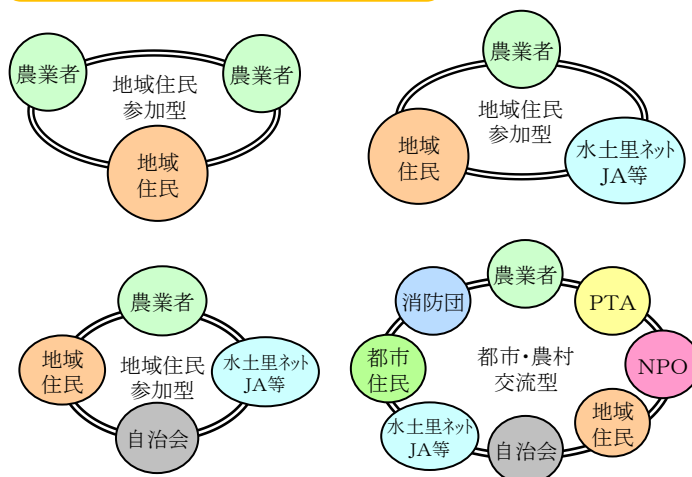 農業者
農業者
地域住民
参加型
地域
住民
農業者
地域住民
参加型
地域
住民
水土里ネット
JA等
農業者
地域
住民
地域住民
参加型
水土里ネット
JA等
自治会
農業者
消防団
PTA
都市
住民
都市・農村
交流型
NPO
水土里ネット
JA等
自治会
地域
住民